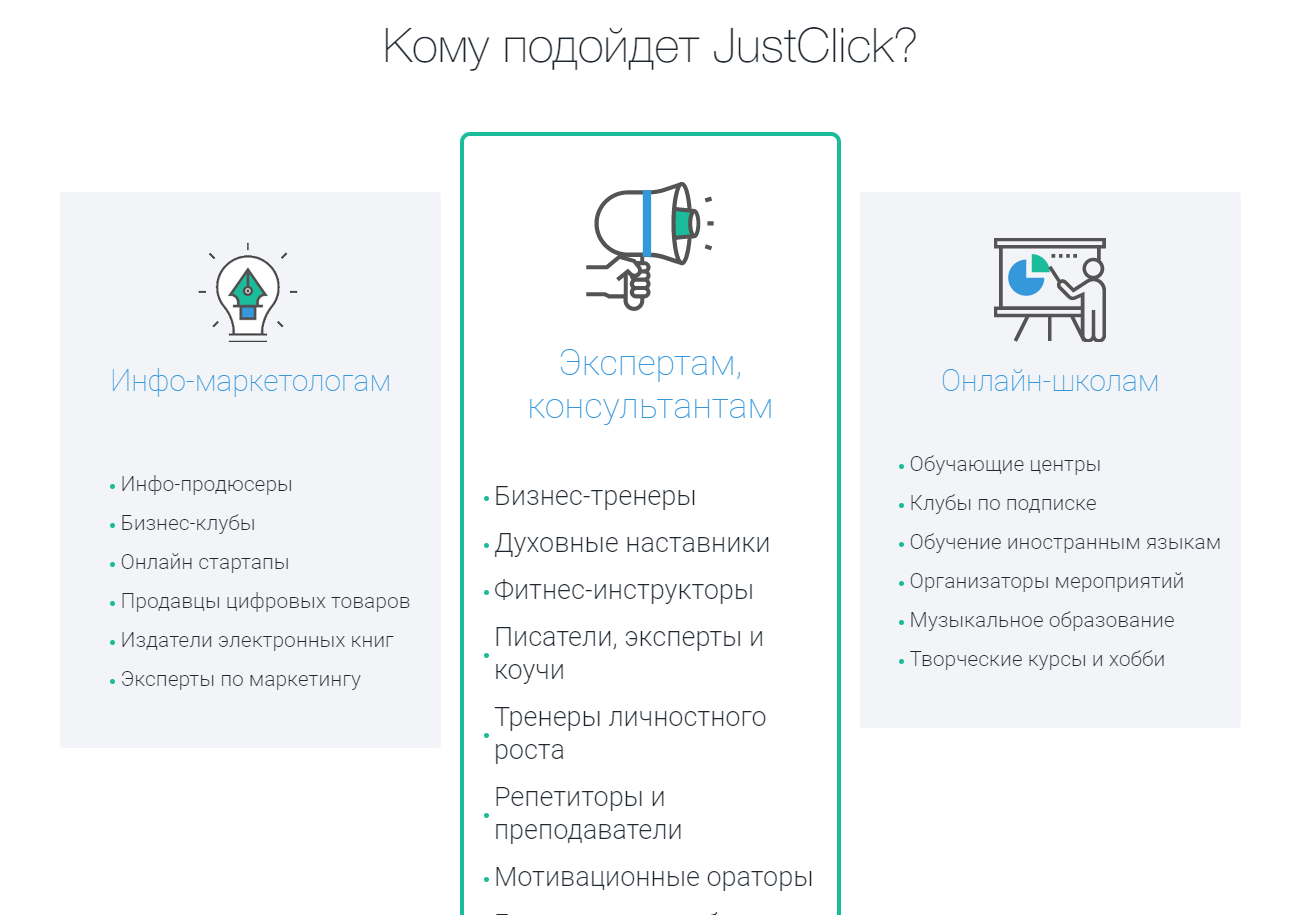 Кому подойдет JustClick?
Инфо-маркетологам
Инфо-продюсеры
Бизнес-клубы
Онлайн стартапы
Продавцы цифровых товаров
Издатели электронных книг
Эксперты по маркетингу
Экспертам,
консультантам
Бизнес-тренеры
Духовные наставники
Фитнес-инструкторы
Писатели, эксперты и
коучи
Тренеры личностного
роста
Репетиторы и
преподаватели
Мотивационные ораторы
Онлайн-школам
Обучающие центры
Клубы по подписке
Обучение иностранным языкам
Организаторы мероприятий
Музыкальное образование
Творческие курсы и хобби